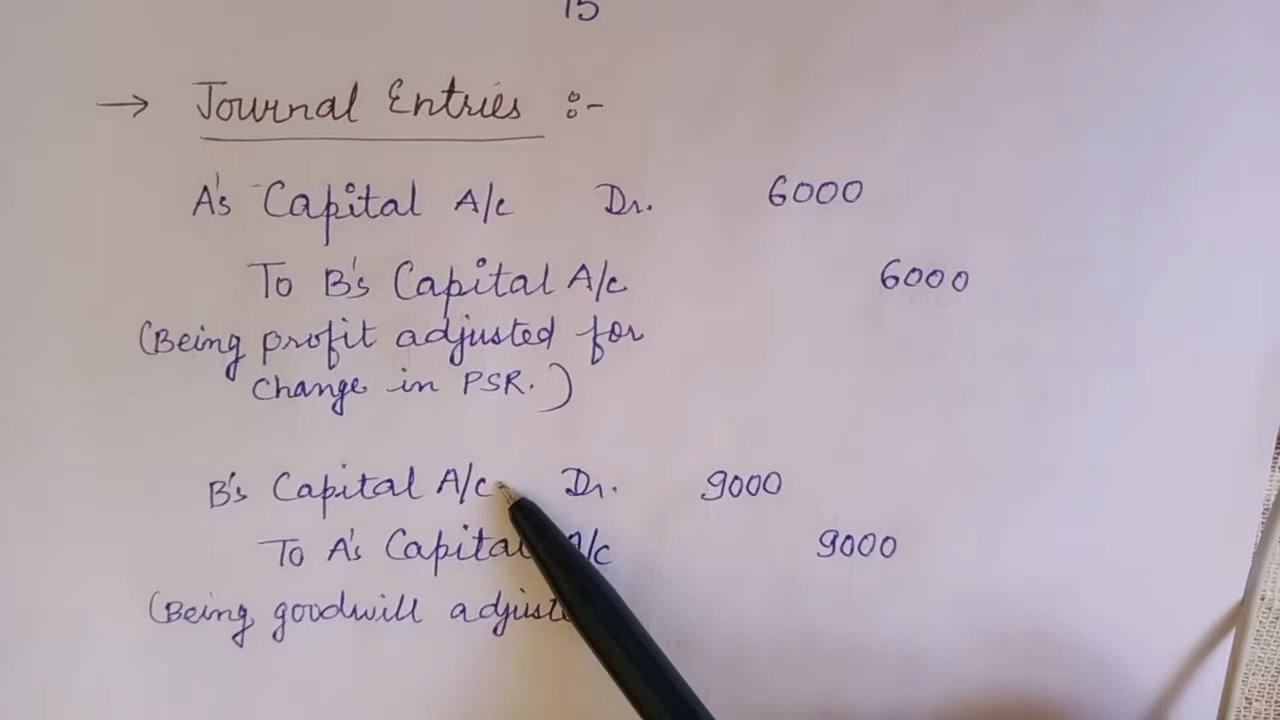 15
→ Journal Entries :-
A's Capital A/c Dr. 6000
To B's Capital A/c 6000
(Being profit adjusted for
change in PSR.)
B's Capital A/c Dr. 9000
To A's Capital A/c 9000
(Being goodwill